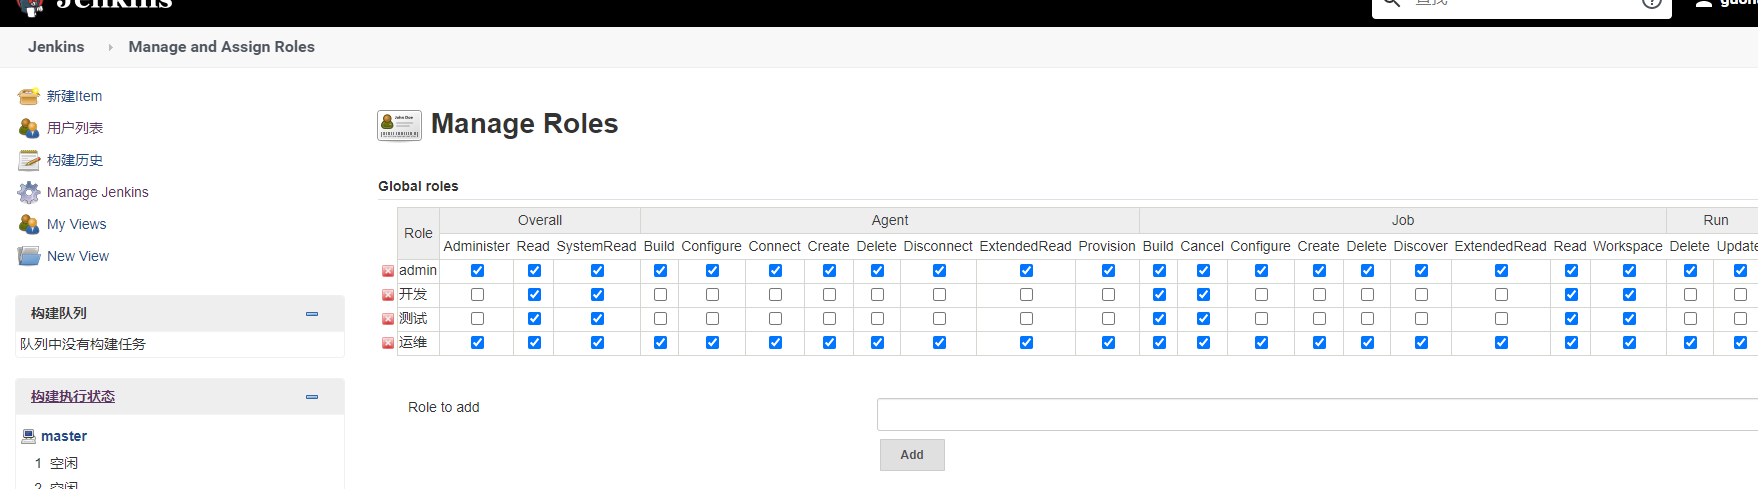 Jenkins
查找
Jenkins
Manage and Assign Roles
新建Item
用户列表
构建历史
Manage Jenkins
My Views
New View
构建队列
队列中没有构建任务
构建执行状态
master
1 空闲
2 空闲
John Doe
Manage Roles
Global roles
Role Overall Agent Job Run
Administer Read SystemRead Build Configure Connect Create Delete Disconnect ExtendedRead Provision Build Cancel Configure Create Delete Discover ExtendedRead Read Workspace Delete Update
admin
开发
测试
运维
Role to add
Add